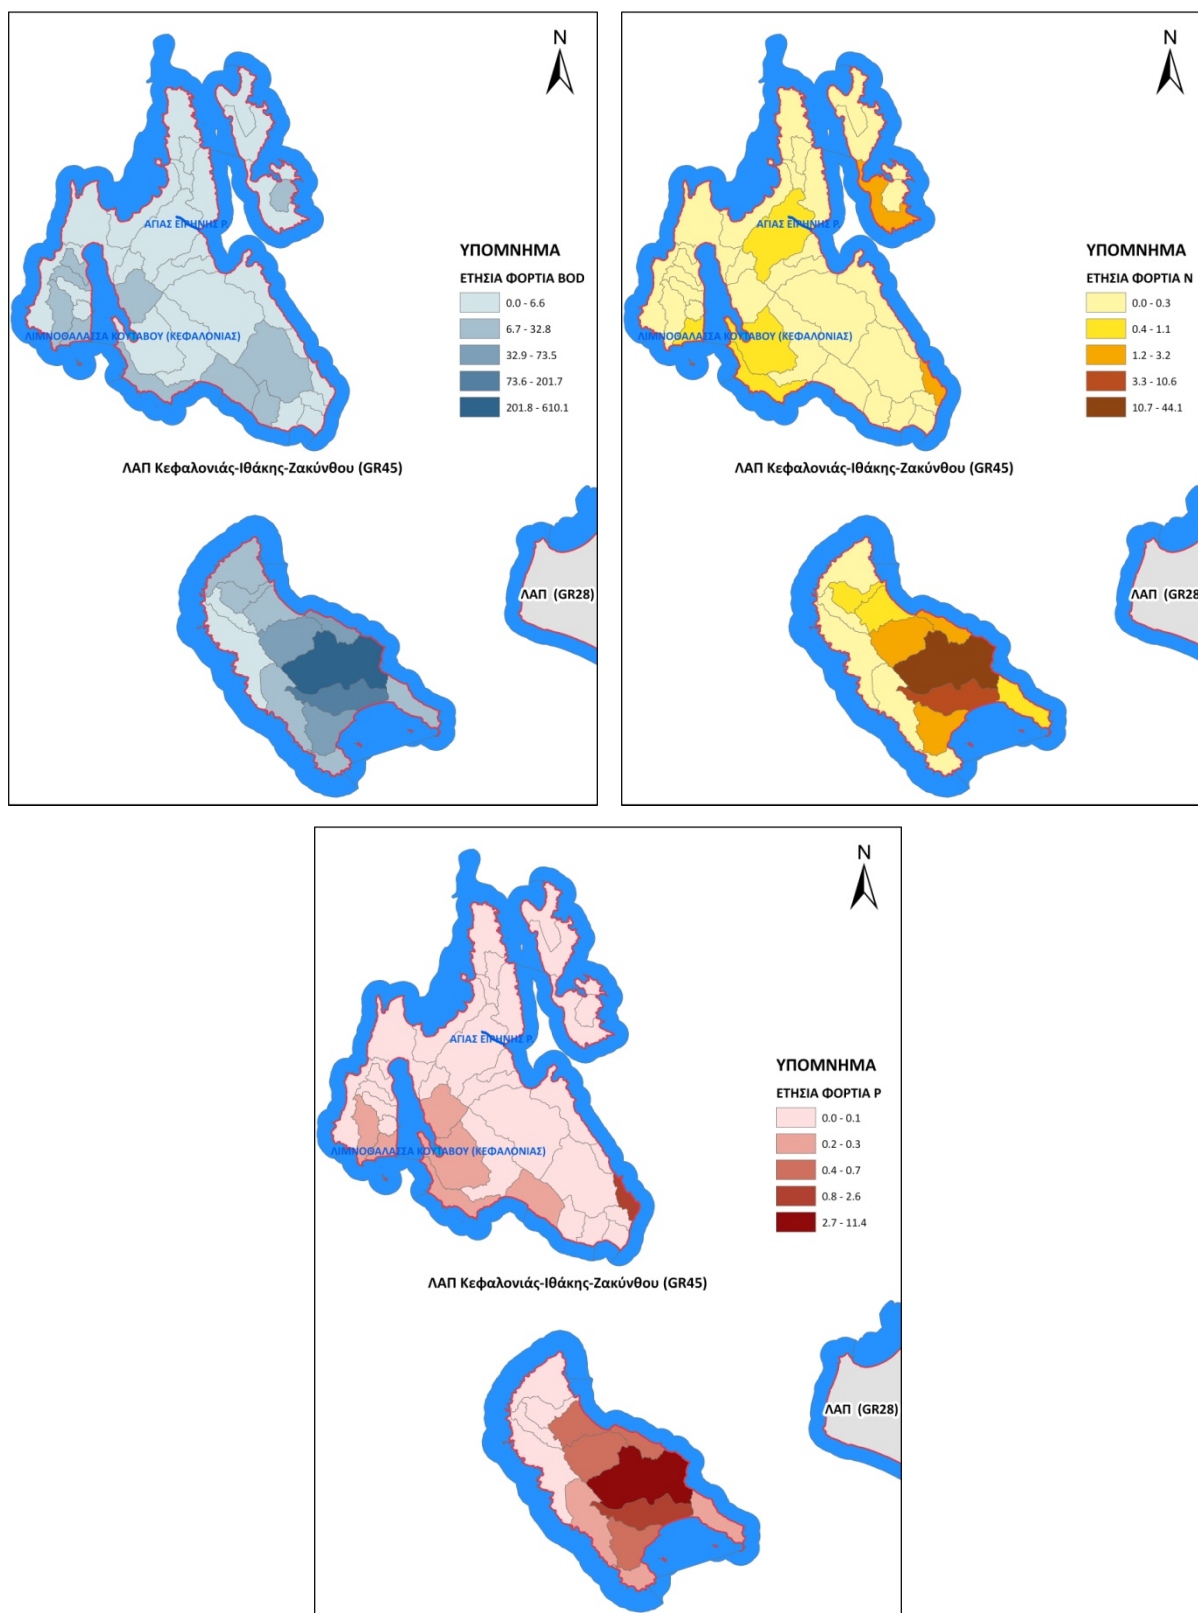 N
ΑΓΙΑΣ ΕΙΡΗΝΗΣ Ρ.
ΥΠΟΜΝΗΜΑ
ΕΤΗΣΙΑ ΦΟΡΤΙΑ BOD
0.0 - 6.6
6.7 - 32.8
32.9 - 73.5
73.6 - 201.7
201.8 - 610.1
ΛΙΜΝΟΘΑΛΑΣΣΑ ΚΟΥΤΑΒΟΥ (ΚΕΦΑΛΟΝΙΑΣ)
ΛΑΠ Κεφαλονιάς-Ιθάκης-Ζακύνθου (GR45)
ΛΑΠ (GR28)
N
ΑΓΙΑΣ ΕΙΡΗΝΗΣ Ρ.
ΥΠΟΜΝΗΜΑ
ΕΤΗΣΙΑ ΦΟΡΤΙΑ N
0.0 - 0.3
0.4 - 1.1
1.2 - 3.2
3.3 - 10.6
10.7 - 44.1
ΛΙΜΝΟΘΑΛΑΣΣΑ ΚΟΥΤΑΒΟΥ (ΚΕΦΑΛΟΝΙΑΣ)
ΛΑΠ Κεφαλονιάς-Ιθάκης-Ζακύνθου (GR45)
ΛΑΠ (GR28
N
ΑΓΙΑΣ ΕΙΡΗΝΗΣ Ρ.
ΥΠΟΜΝΗΜΑ
ΕΤΗΣΙΑ ΦΟΡΤΙΑ P
0.0 - 0.1
0.2 - 0.3
0.4 - 0.7
0.8 - 2.6
2.7 - 11.4
ΛΙΜΝΟΘΑΛΑΣΣΑ ΚΟΥΤΑΒΟΥ (ΚΕΦΑΛΟΝΙΑΣ)
ΛΑΠ Κεφαλονιάς-Ιθάκης-Ζακύνθου (GR45)
ΛΑΠ (GR28)